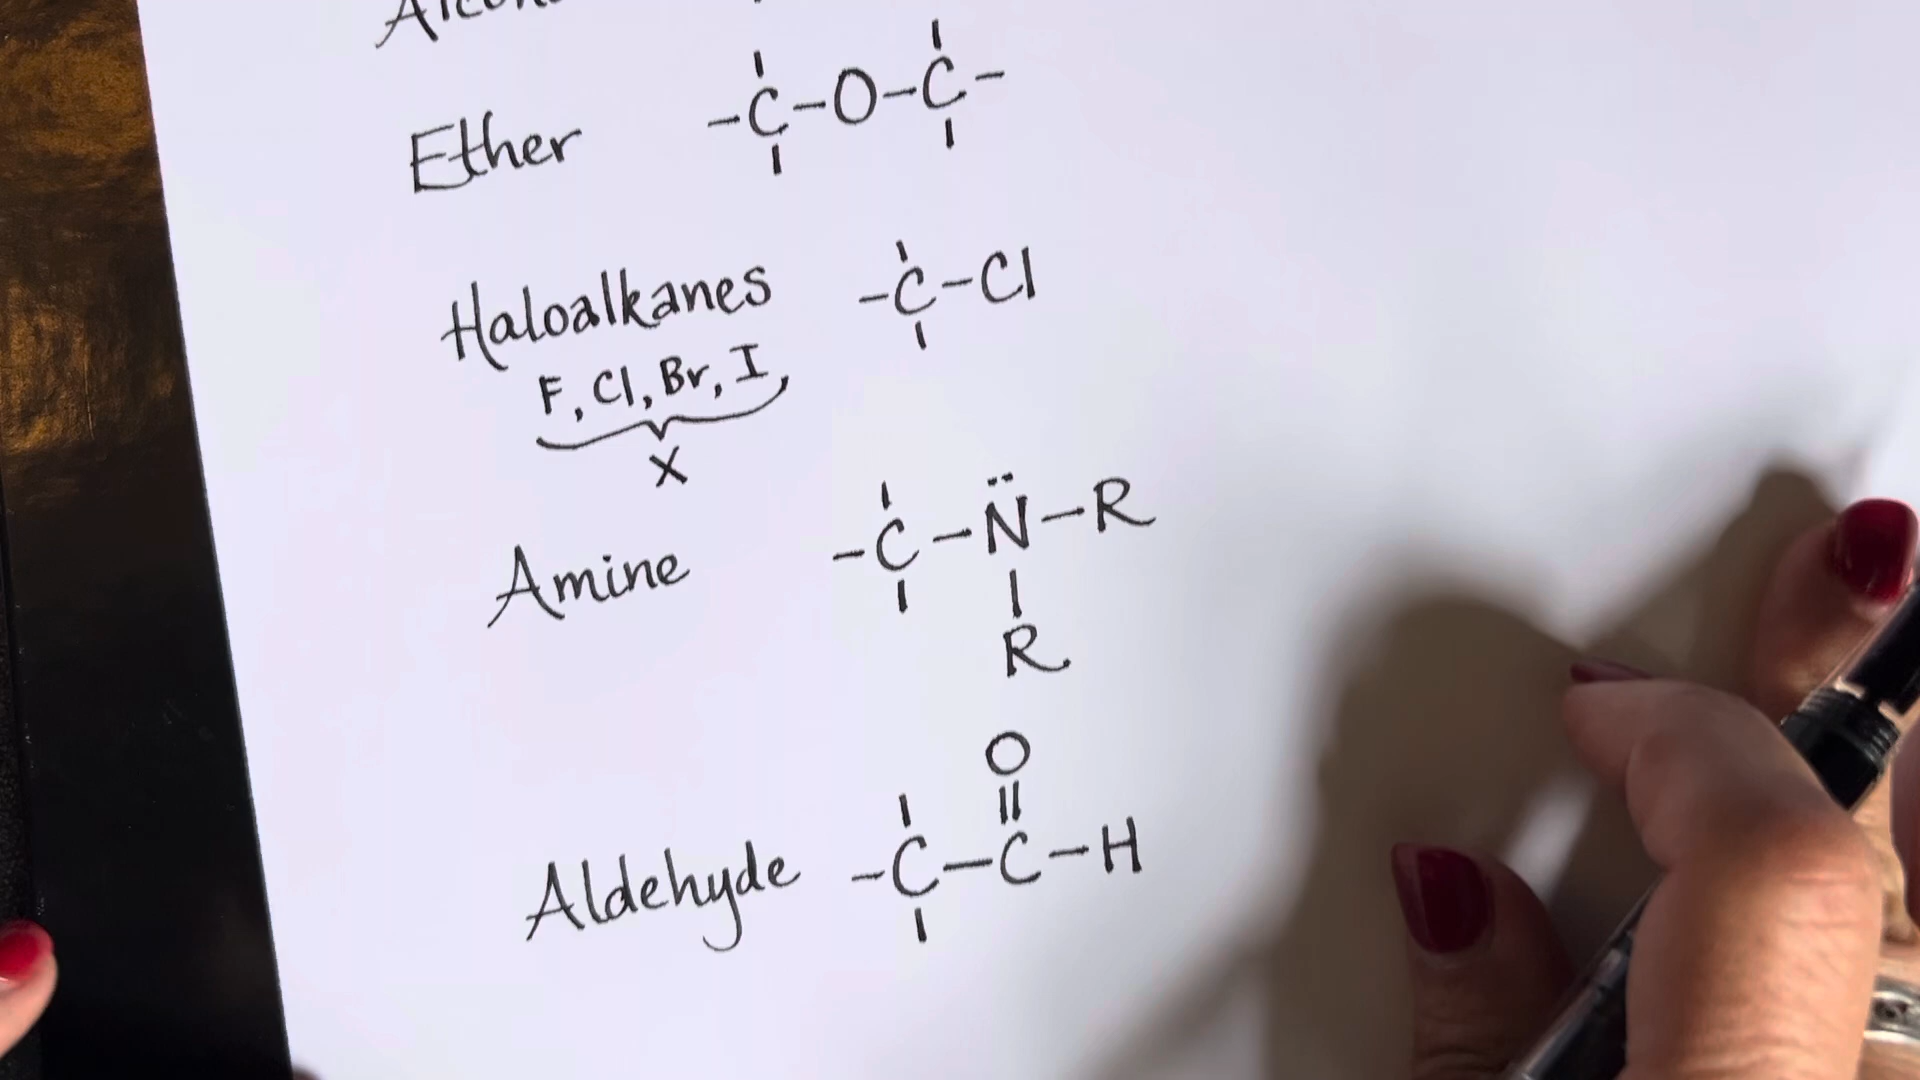 Ether -C-O-C-
Haloalkanes -C-Cl
F, Cl, Br, I,
X
Amine -C-N-R
R
O
Aldehyde -C-C-H